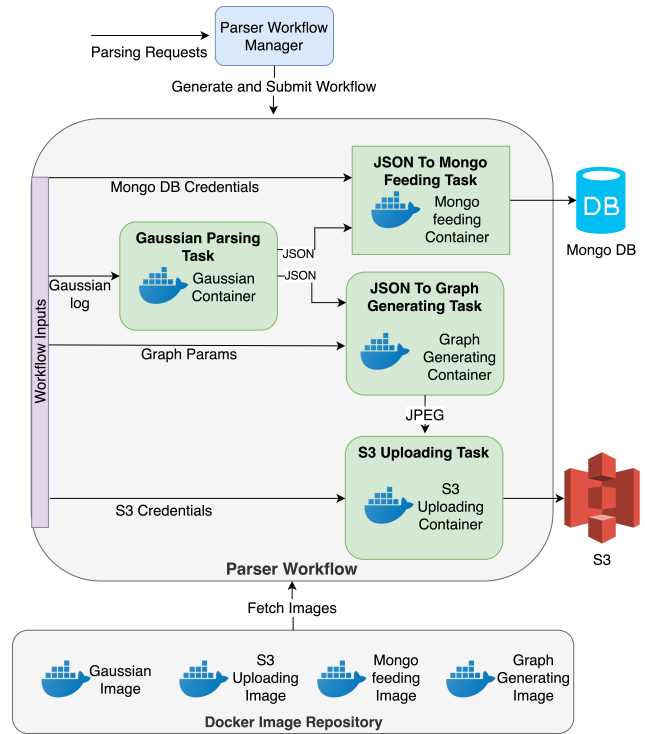 Parser Workflow
Manager
Parsing Requests
Generate and Submit Workflow
JSON To Mongo
Feeding Task
Mongo
feeding
Container
Mongo DB Credentials
DB
Mongo DB
Gaussian Parsing
Task
Gaussian
Container
JSON
JSON
Gaussian
log
JSON To Graph
Generating Task
Graph
Generating
Container
Workflow Inputs
Graph Params
JPEG
S3 Uploading Task
S3
Uploading
Container
S3 Credentials
S3
Parser Workflow
Fetch Images
Gaussian
Image
S3
Uploading
Image
Mongo
feeding
Image
Graph
Generating
Image
Docker Image Repository